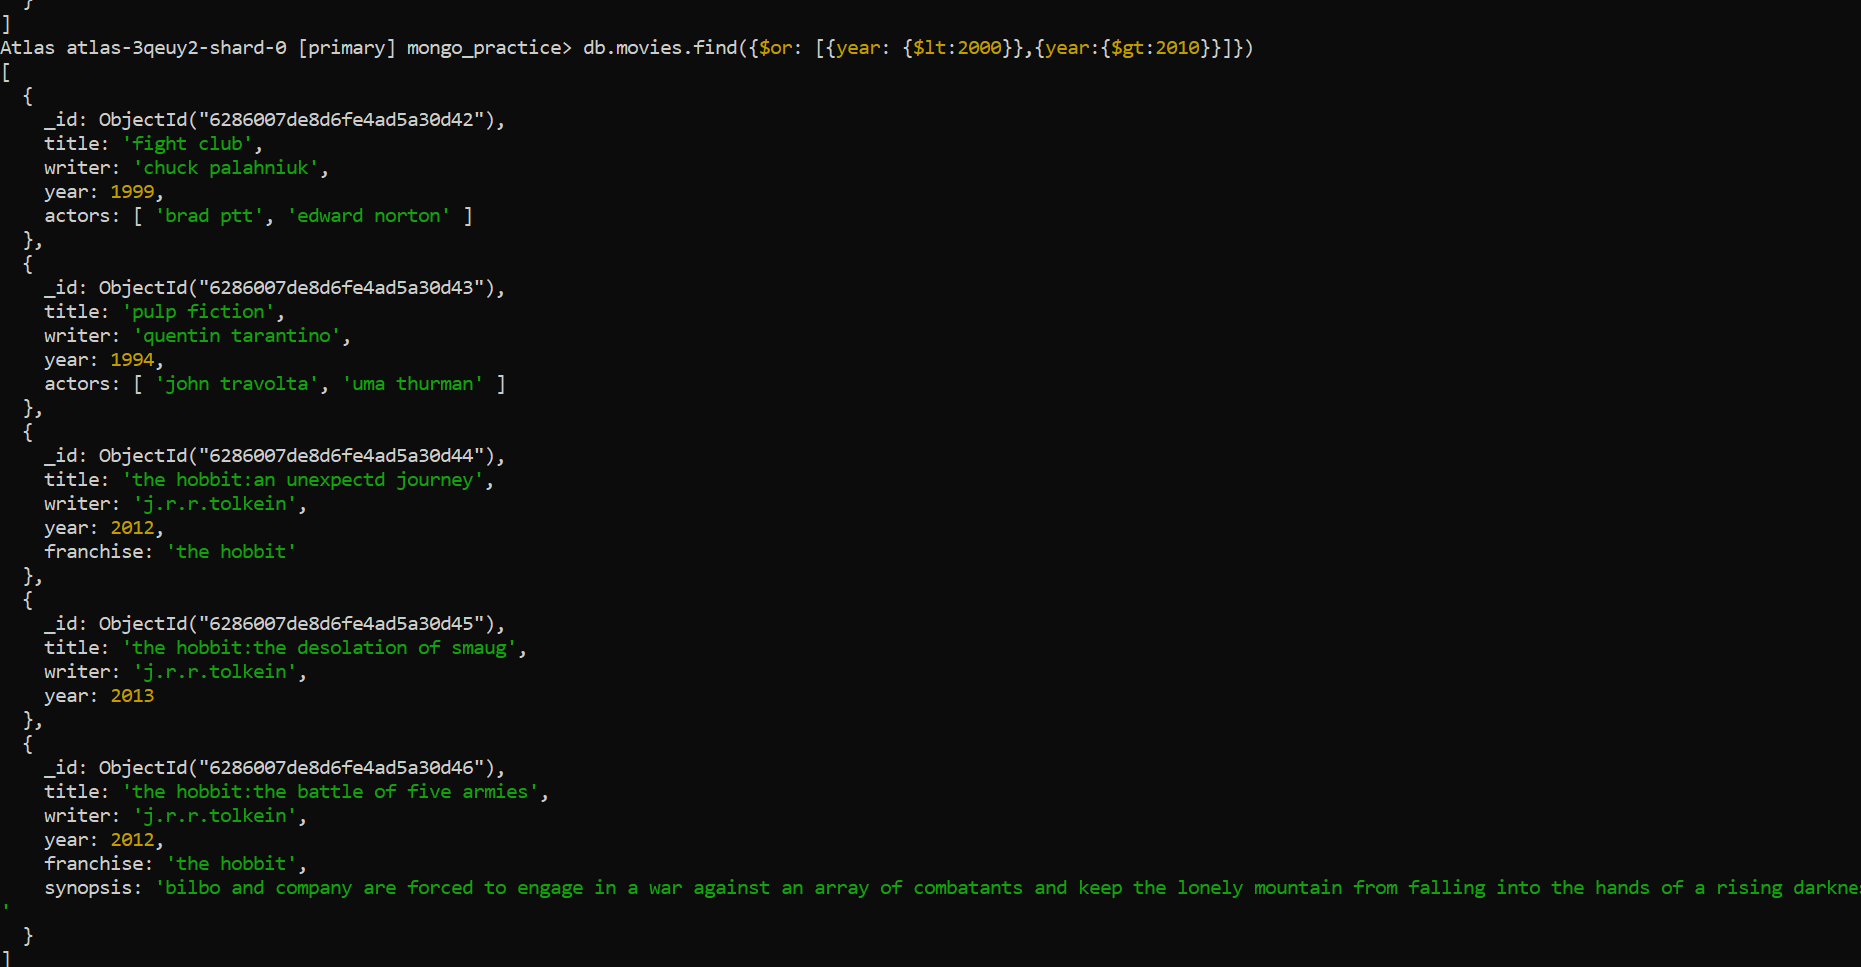 }
]
Atlas atlas-3qeuy2-shard-0 [primary] mongo_practice> db.movies.find({$or: [{year: {$lt:2000}},{year:{$gt:2010}}]})
[
  {
    _id: ObjectId("6286007de8d6fe4ad5a30d42"),
    title: 'fight club',
    writer: 'chuck palahniuk',
    year: 1999,
    actors: [ 'brad ptt', 'edward norton' ]
  },
  {
    _id: ObjectId("6286007de8d6fe4ad5a30d43"),
    title: 'pulp fiction',
    writer: 'quentin tarantino',
    year: 1994,
    actors: [ 'john travolta', 'uma thurman' ]
  },
  {
    _id: ObjectId("6286007de8d6fe4ad5a30d44"),
    title: 'the hobbit:an unexpectd journey',
    writer: 'j.r.r.tolkein',
    year: 2012,
    franchise: 'the hobbit'
  },
  {
    _id: ObjectId("6286007de8d6fe4ad5a30d45"),
    title: 'the hobbit:the desolation of smaug',
    writer: 'j.r.r.tolkein',
    year: 2013
  },
  {
    _id: ObjectId("6286007de8d6fe4ad5a30d46"),
    title: 'the hobbit:the battle of five armies',
    writer: 'j.r.r.tolkein',
    year: 2012,
    franchise: 'the hobbit',
    synopsis: 'bilbo and company are forced to engage in a war against an array of combatants and keep the lonely mountain from falling into the hands of a rising darkne
'
  }
]